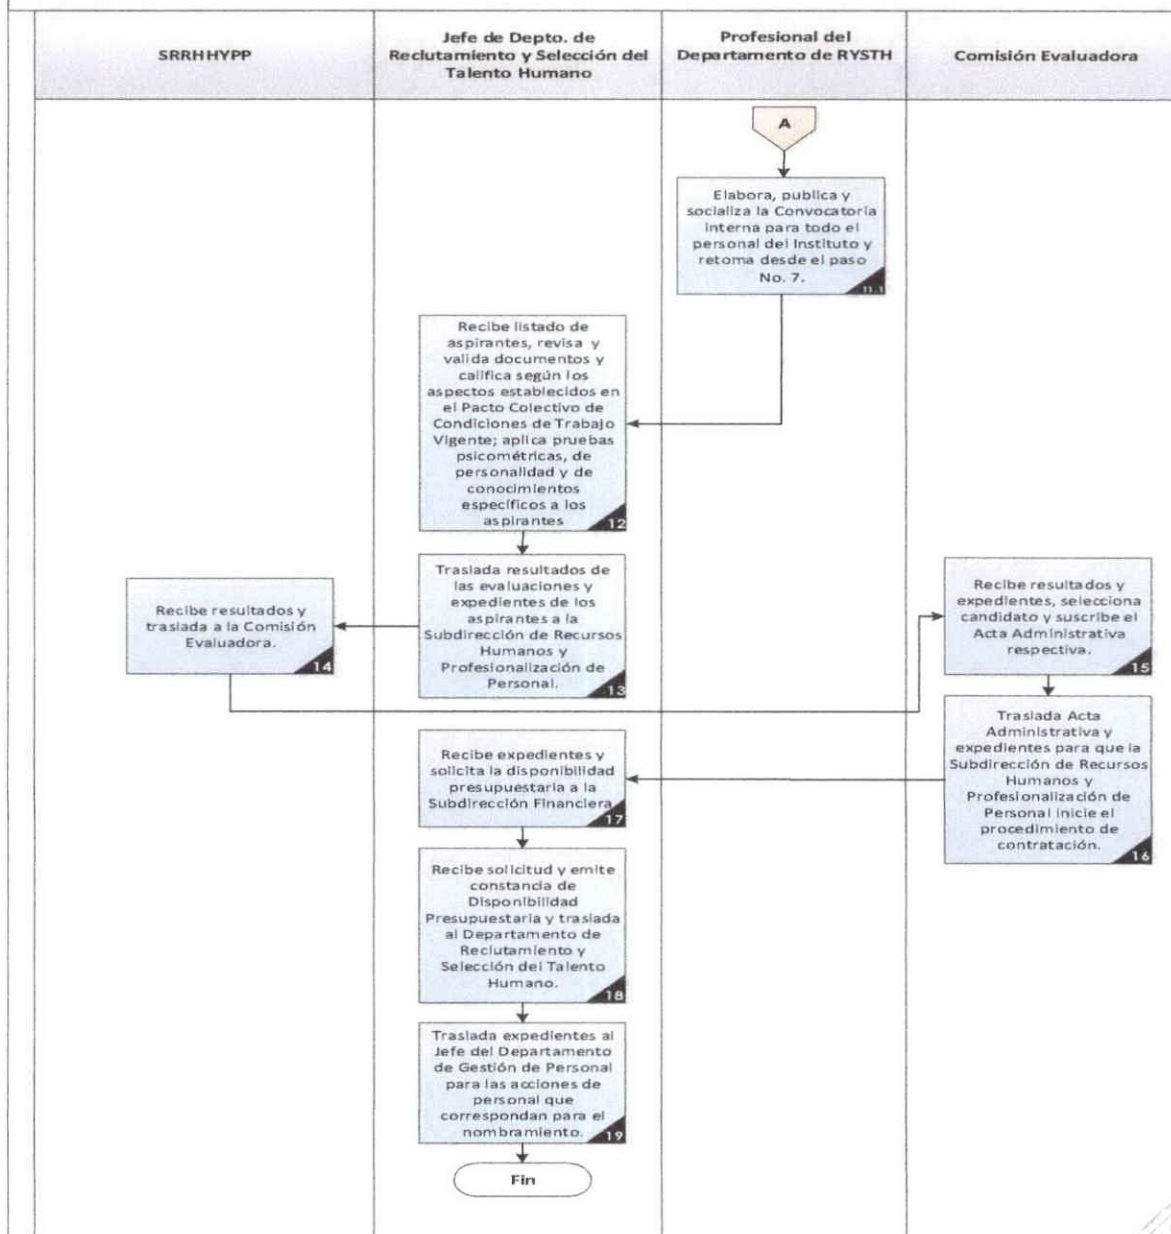 SRRHHYPP
Jefe de Depto. de
Reclutamiento y Selección del
Talento Humano
Profesional del
Departamento de RYSTH
Comisión Evaluadora
A
Elabora, publica y
socializa la Convocatoria
Interna para todo el
personal del Instituto y
retoma desde el paso
No. 7.
11.1
Recibe listado de
aspirantes, revisa y
valida documentos y
califica según los
aspectos establecidos en
el Pacto Colectivo de
Condiciones de Trabajo
Vigente; aplica pruebas
psicométricas, de
personalidad y de
conocimientos
específicos a los
aspirantes
12
Traslada resultados de
las evaluaciones y
expedientes de los
aspirantes a la
Subdirección de Recursos
Humanos y
Profesionalización de
Personal.
13
Recibe resultados y
traslada a la Comisión
Evaluadora.
14
Recibe resultados y
expedientes, selecciona
candidato y suscribe el
Acta Administrativa
respectiva.
15
Traslada Acta
Administrativa y
expedientes para que la
Subdirección de Recursos
Humanos y
Profesionalización de
Personal inicie el
procedimiento de
contratación.
16
Recibe expedientes y
solicita la disponibilidad
presupuestaria a la
Subdirección Financiera
17
Recibe solicitud y emite
constancia de
Disponibilidad
Presupuestaria y traslada
al Departamento de
Reclutamiento y
Selección del Talento
Humano.
18
Traslada expedientes al
Jefe del Departamento
de Gestión de Personal
para las acciones de
personal que
correspondan para el
nombramiento.
19
Fin